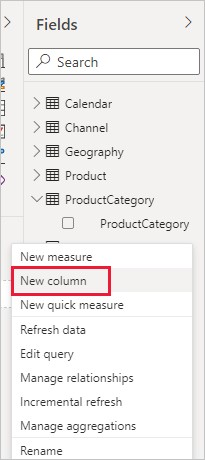 Fields
Search
Calendar
Channel
Geography
Product
ProductCategory
ProductCategory
New measure
New column
New quick measure
Refresh data
Edit query
Manage relationships
Incremental refresh
Manage aggregations
Rename